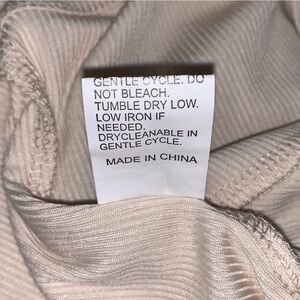 GENTLE CYCLE. DO
NOT BLEACH.
TUMBLE DRY LOW.
LOW IRON IF
NEEDED.
DRYCLEANABLE IN
GENTLE CYCLE.
MADE IN CHINA